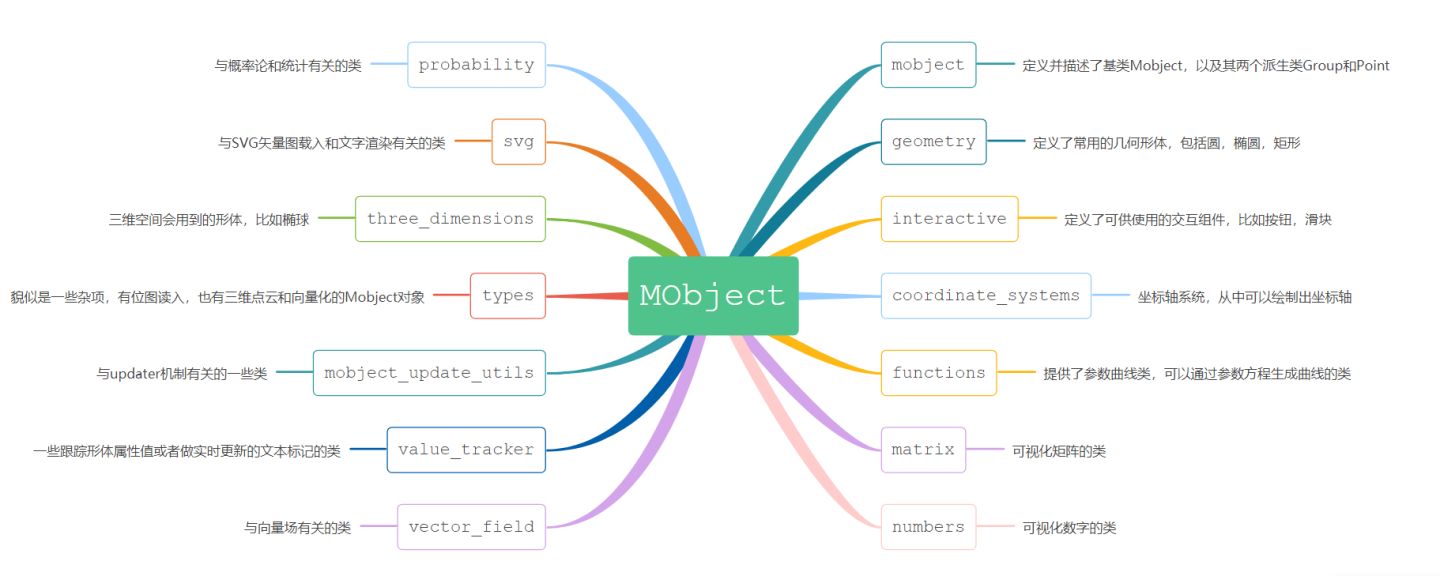 MObject
probability
与概率论和统计有关的类
svg
与SVG矢量图载入和文字渲染有关的类
three_dimensions
三维空间会用到的形体，比如椭球
types
貌似是一些杂项，有位图读入，也有三维点云和向量化的Mobject对象
mobject_update_utils
与updater机制有关的一些类
value_tracker
一些跟踪形体属性值或者做实时更新的文本标记的类
vector_field
与向量场有关的类
mobject
定义并描述了基类Mobject，以及其两个派生类Group和Point
geometry
定义了常用的几何形体，包括圆，椭圆，矩形
interactive
定义了可供使用的交互组件，比如按钮，滑块
coordinate_systems
坐标轴系统，从中可以绘制出坐标轴
functions
提供了参数曲线类，可以通过参数方程生成曲线的类
matrix
可视化矩阵的类
numbers
可视化数字的类